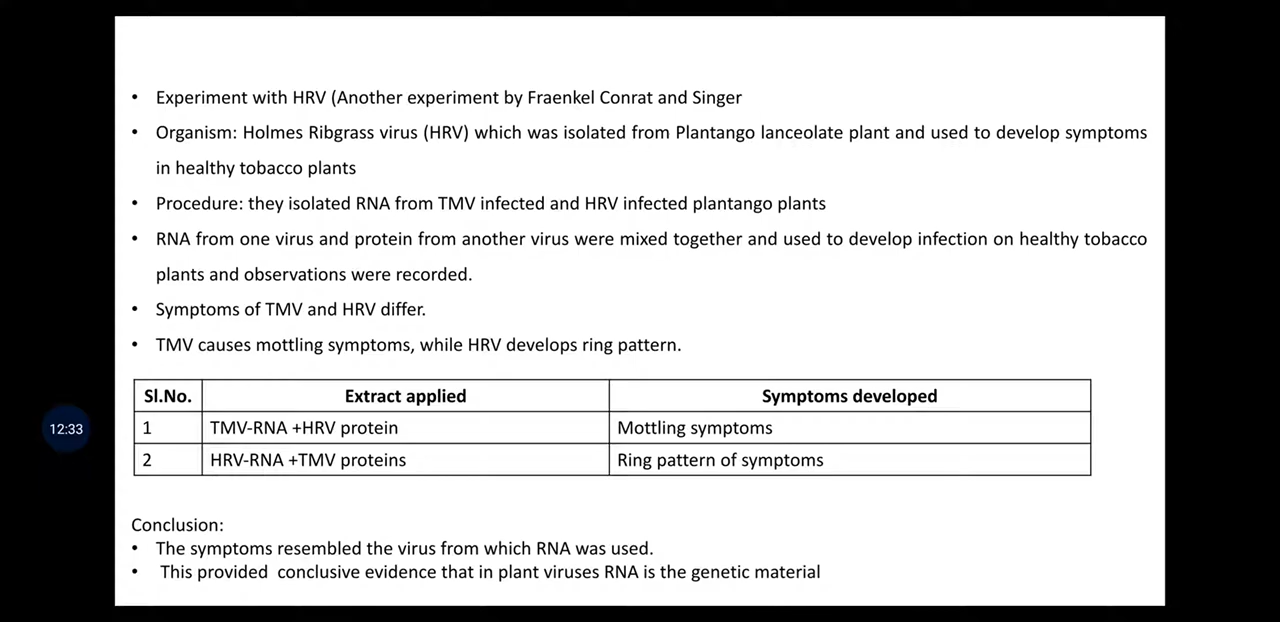 • Experiment with HRV (Another experiment by Fraenkel Conrat and Singer
• Organism: Holmes Ribgrass virus (HRV) which was isolated from Plantango lanceolate plant and used to develop symptoms
in healthy tobacco plants
• Procedure: they isolated RNA from TMV infected and HRV infected plantango plants
• RNA from one virus and protein from another virus were mixed together and used to develop infection on healthy tobacco
plants and observations were recorded.
• Symptoms of TMV and HRV differ.
• TMV causes mottling symptoms, while HRV develops ring pattern.
Sl.No. Extract applied Symptoms developed
12:33
1 TMV-RNA +HRV protein Mottling symptoms
2 HRV-RNA +TMV proteins Ring pattern of symptoms
Conclusion:
• The symptoms resembled the virus from which RNA was used.
• This provided conclusive evidence that in plant viruses RNA is the genetic material